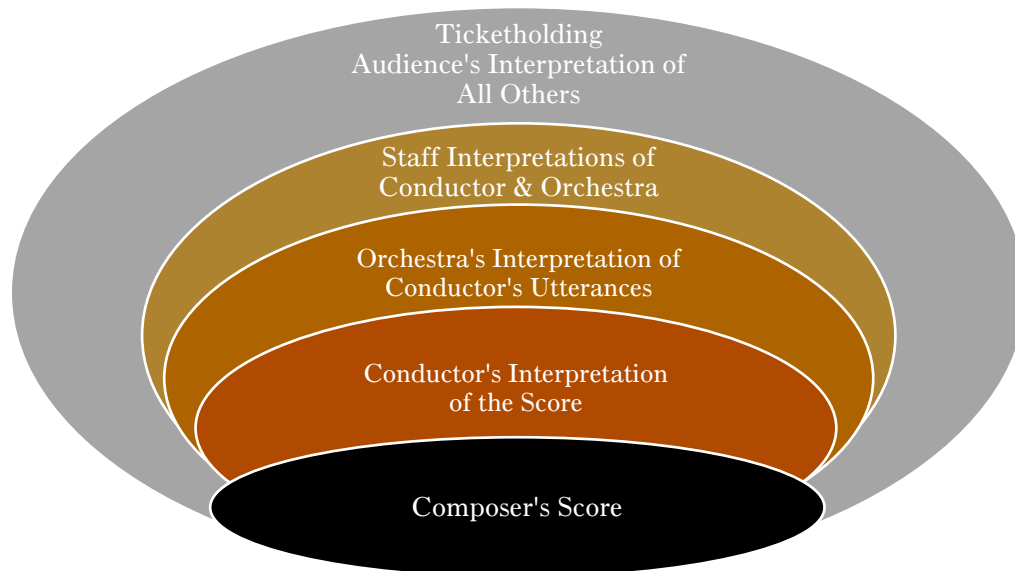 Ticketholding
Audience's Interpretation of
All Others
Staff Interpretations of
Conductor & Orchestra
Orchestra's Interpretation of
Conductor's Utterances
Conductor's Interpretation
of the Score
Composer's Score